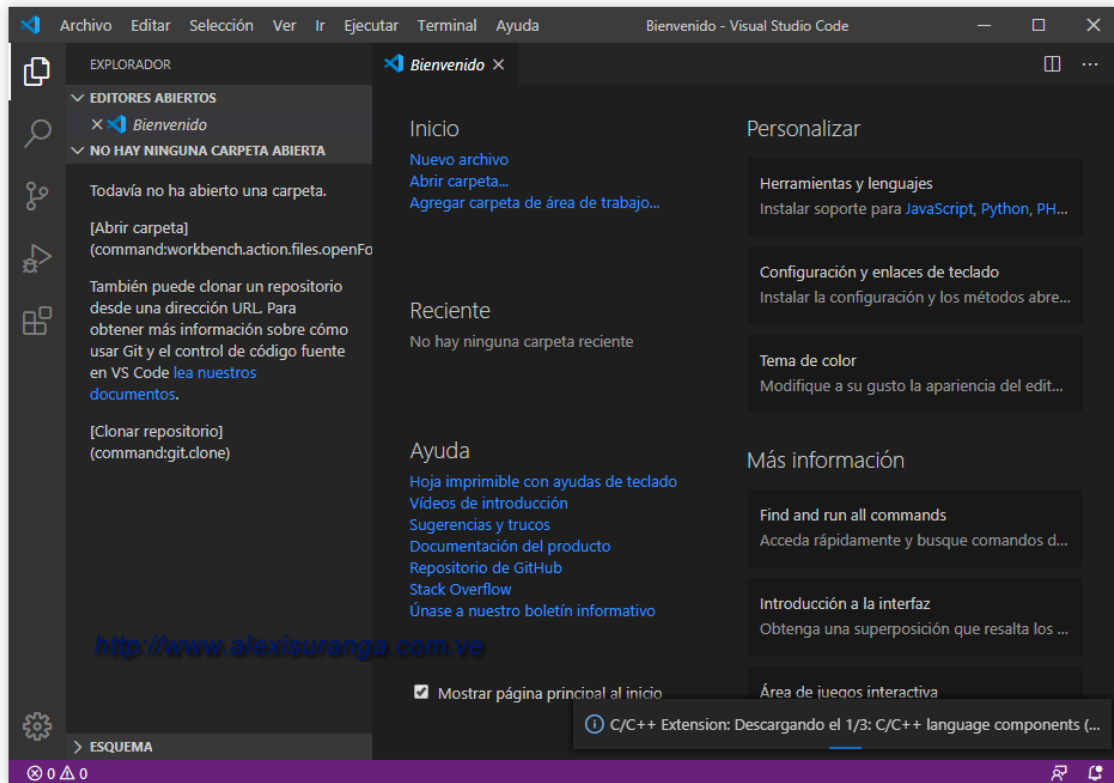 Archivo Editar Selección Ver Ir Ejecutar Terminal Ayuda Bienvenido - Visual Studio Code
EXPLORADOR
EDITORES ABIERTOS
Bienvenido
NO HAY NINGUNA CARPETA ABIERTA
Todavía no ha abierto una carpeta.
[Abrir carpeta]
(command:workbench.action.files.openFo
También puede clonar un repositorio
desde una dirección URL. Para
obtener más información sobre cómo
usar Git y el control de código fuente
en VS Code lea nuestros
documentos.
[Clonar repositorio]
(command:git.clone)
ESQUEMA
Bienvenido
Inicio
Nuevo archivo
Abrir carpeta...
Agregar carpeta de área de trabajo...
Reciente
No hay ninguna carpeta reciente
Ayuda
Hoja imprimible con ayudas de teclado
Vídeos de introducción
Sugerencias y trucos
Documentación del producto
Repositorio de GitHub
Stack Overflow
Únase a nuestro boletín informativo
http://www.alexisuranga.com.ve
Mostrar página principal al inicio
Personalizar
Herramientas y lenguajes
Instalar soporte para JavaScript, Python, PH...
Configuración y enlaces de teclado
Instalar la configuración y los métodos abre...
Tema de color
Modifique a su gusto la apariencia del edit...
Más información
Find and run all commands
Acceda rápidamente y busque comandos d...
Introducción a la interfaz
Obtenga una superposición que resalta los ...
Área de juegos interactiva
C/C++ Extension: Descargando el 1/3: C/C++ language components (...
0 0